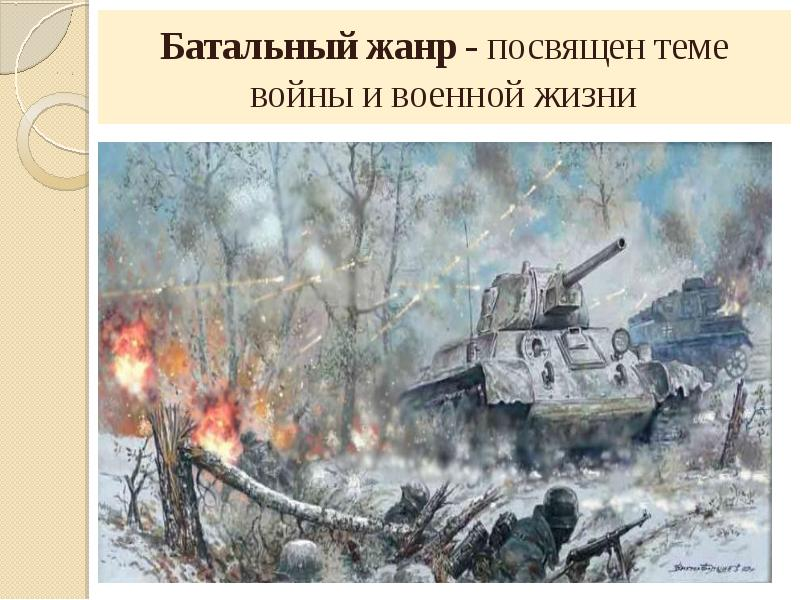 Батальный жанр - посвящен теме
войны и военной жизни